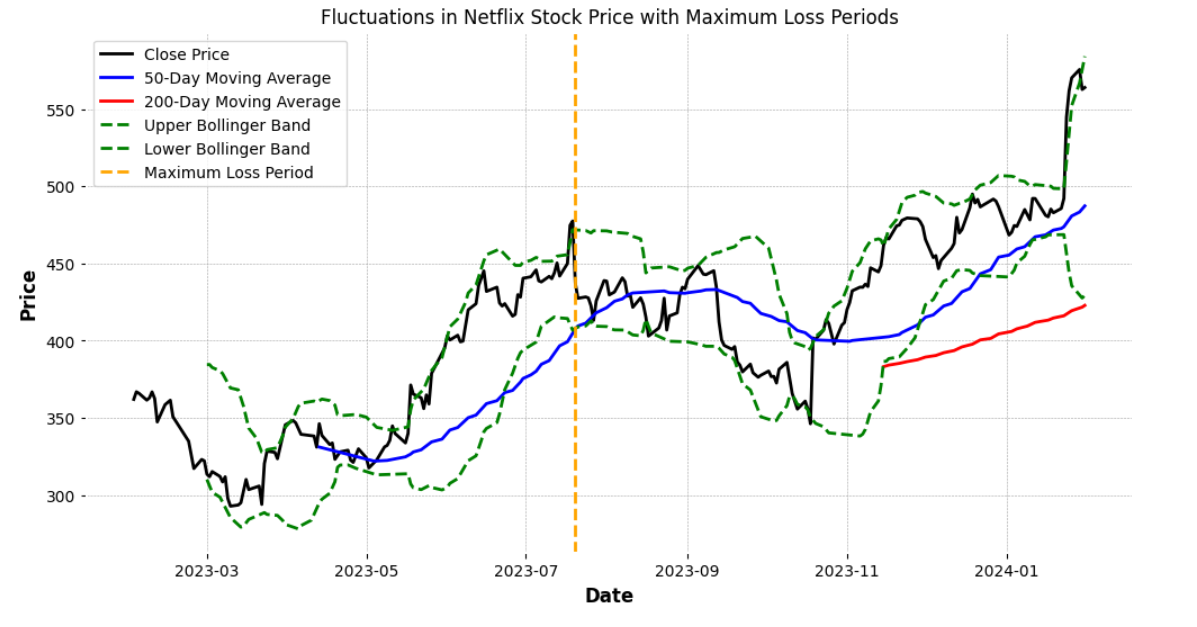 Fluctuations in Netflix Stock Price with Maximum Loss Periods
Close Price
50-Day Moving Average
200-Day Moving Average
Upper Bollinger Band
Lower Bollinger Band
Maximum Loss Period
550
500
450
400
350
300
Price
2023-03 2023-05 2023-07 2023-09 2023-11 2024-01
Date